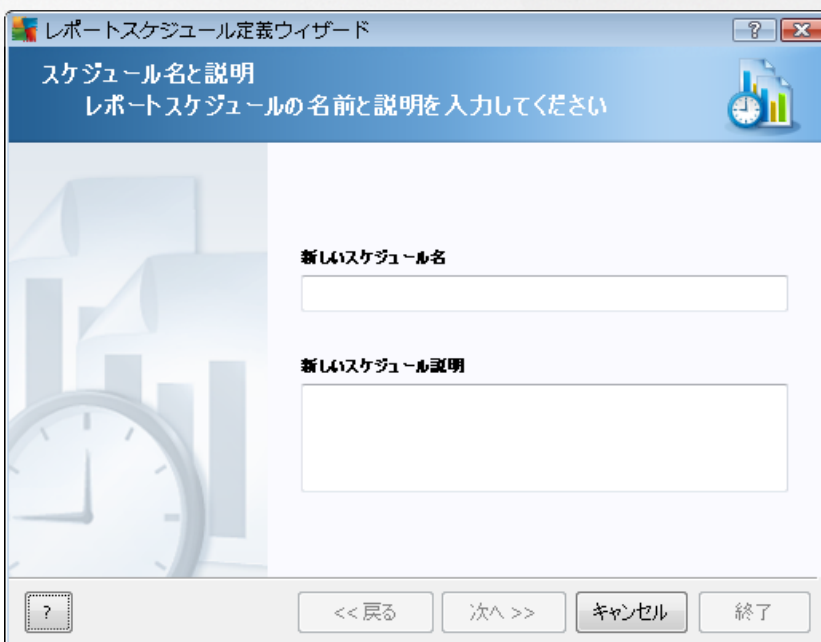 レポートスケジュール定義ウィザード
スケジュール名と説明
レポートスケジュールの名前と説明を入力してください
新しいスケジュール名
新しいスケジュール説明
?
<< 戻る
次へ >>
キャンセル
終了